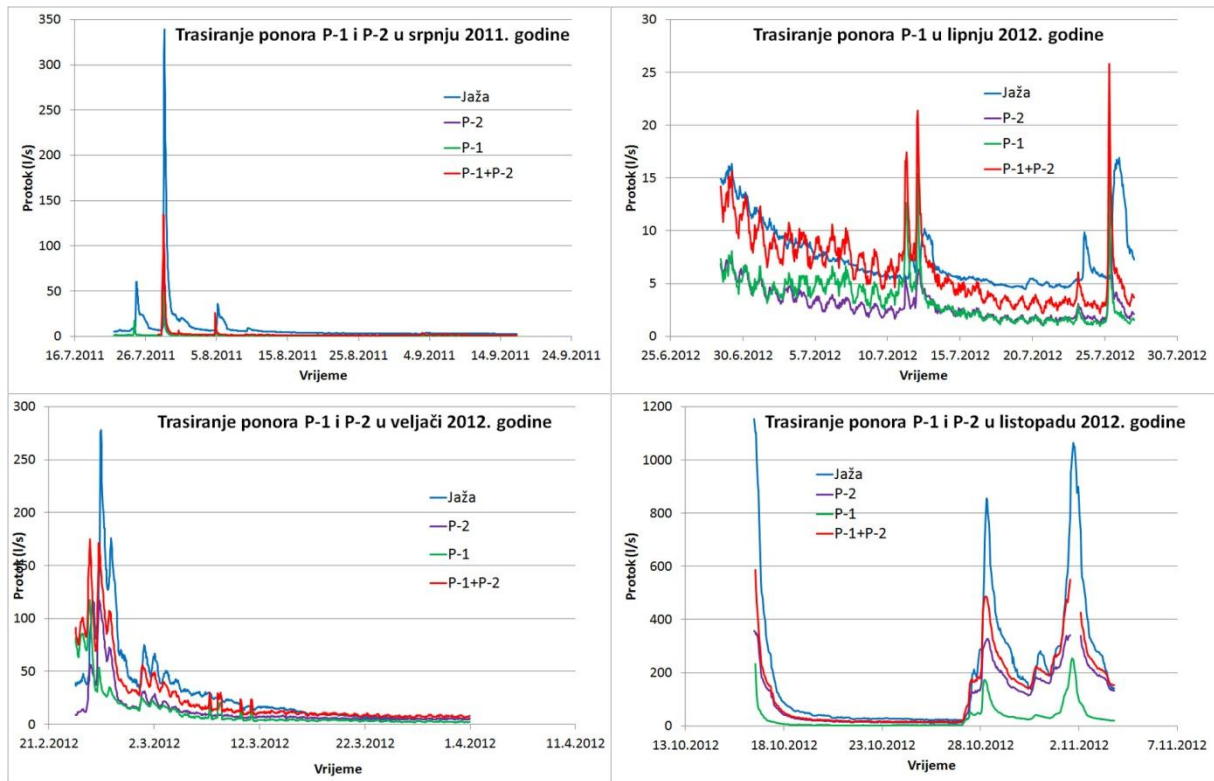 Trasiranje ponora P-1 i P-2 u srpnju 2011. godine
350
300
250
200
150
100
50
0
Protok (l/s)
Jaža
P-2
P-1
P-1+P-2
16.7.2011 26.7.2011 5.8.2011 15.8.2011 25.8.2011 4.9.2011 14.9.2011 24.9.2011
Vrijeme
Trasiranje ponora P-1 u lipnju 2012. godine
30
25
20
15
10
5
0
Protok (l/s)
Jaža
P-2
P-1
P-1+P-2
25.6.2012 30.6.2012 5.7.2012 10.7.2012 15.7.2012 20.7.2012 25.7.2012 30.7.2012
Vrijeme
Trasiranje ponora P-1 i P-2 u veljači 2012. godine
300
250
200
150
100
50
0
Protok (l/s)
Jaža
P-2
P-1
P-1+P-2
21.2.2012 2.3.2012 12.3.2012 22.3.2012 1.4.2012 11.4.2012
Vrijeme
Trasiranje ponora P-1 i P-2 u listopadu 2012. godine
1200
1000
800
600
400
200
0
Protok (l/s)
Jaža
P-2
P-1
P-1+P-2
13.10.2012 18.10.2012 23.10.2012 28.10.2012 2.11.2012 7.11.2012
Vrijeme